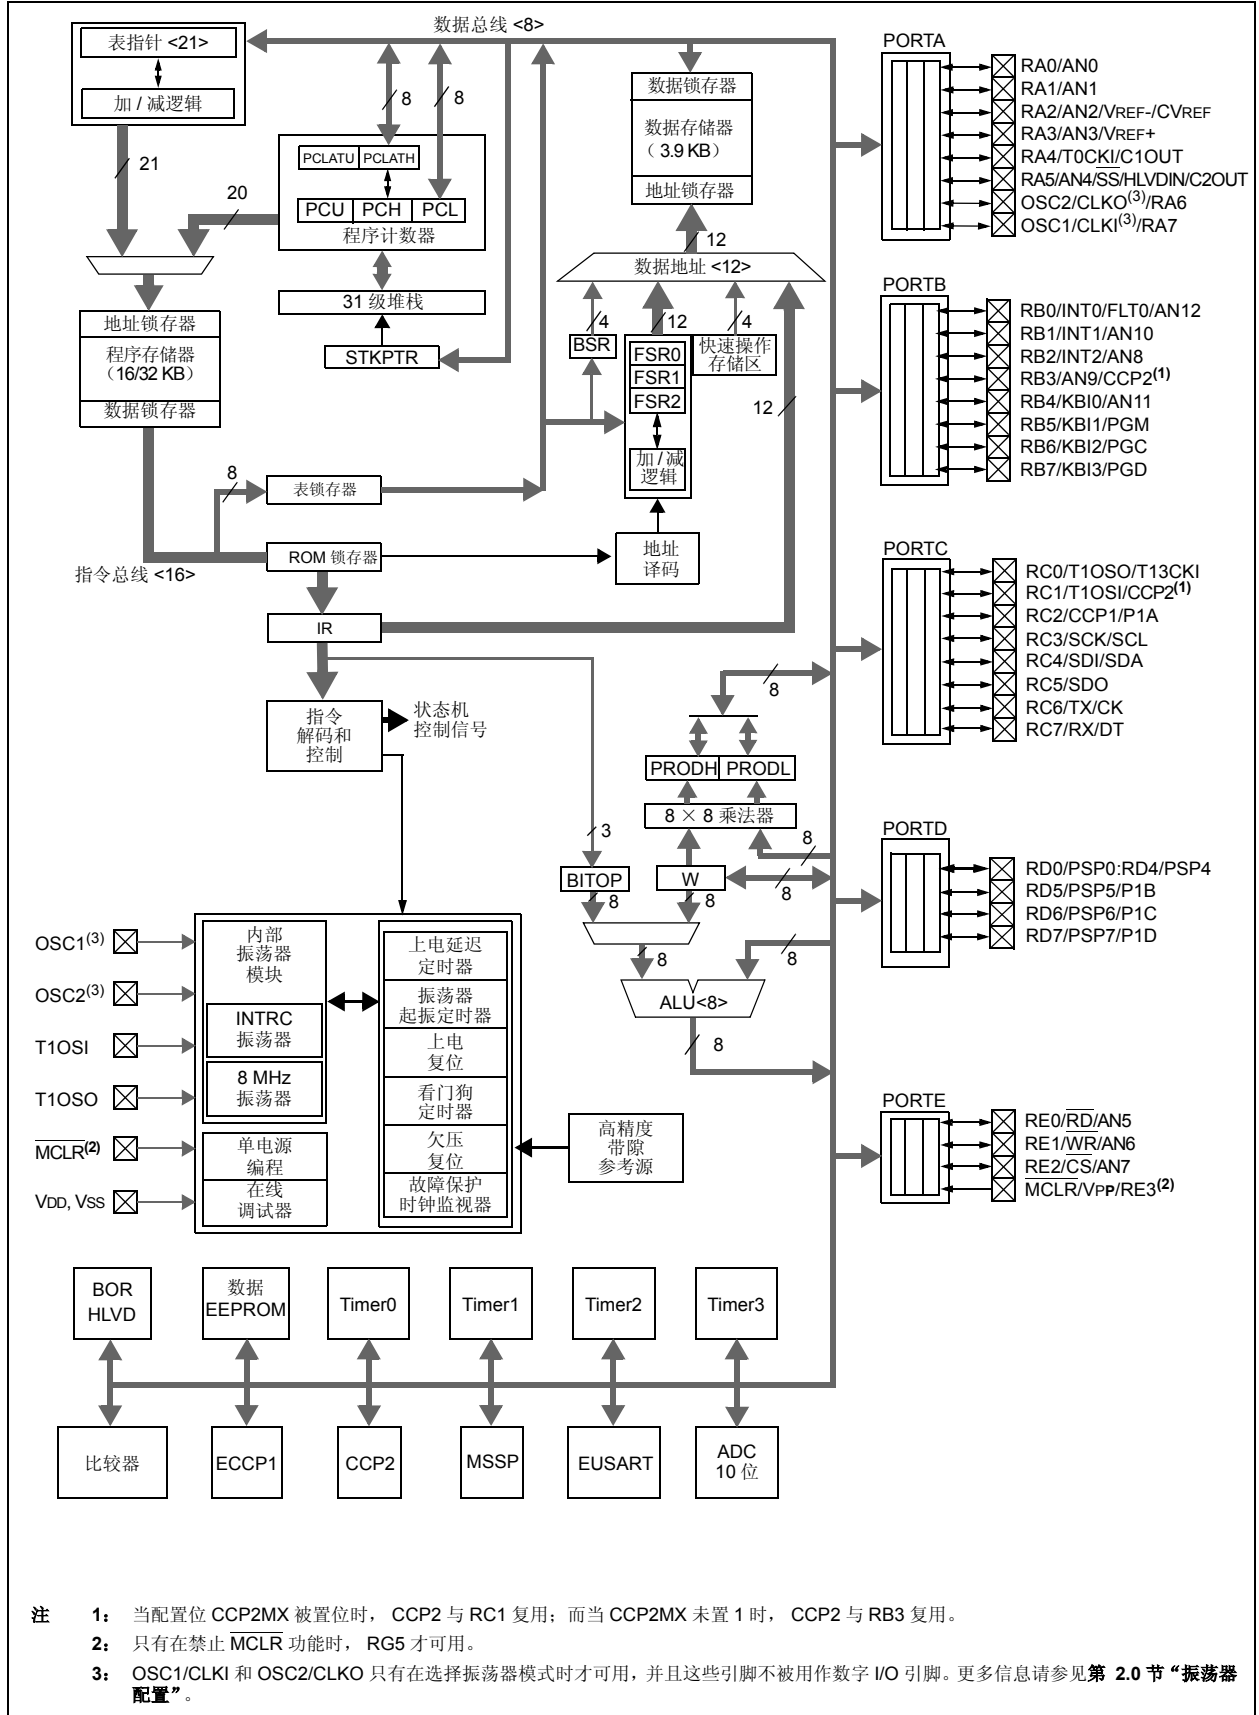 数据总线 <8>
表指针 <21>
加 / 减逻辑
21
20
8
8
PCLATU PCLATH
PCU PCH PCL
程序计数器
31 级堆栈
STKPTR
地址锁存器
程序存储器
（16/32 KB）
数据锁存器
8
表锁存器
ROM 锁存器
指令总线 <16>
IR
指令
解码和
控制
状态机
控制信号
数据锁存器
数据存储器
（ 3.9 KB）
地址锁存器
12
数据地址 <12>
4
12
4
BSR
FSR0
FSR1
FSR2
快速操作
存储区
12
加 / 减
逻辑
地址
译码
8
PRODH PRODL
8 × 8 乘法器
3
8
BITOP
W
8
8
8
8
8
ALU<8>
8
PORTA
RA0/AN0
RA1/AN1
RA2/AN2/VREF-/CVREF
RA3/AN3/VREF+
RA4/T0CKI/C1OUT
RA5/AN4/S̅S̅/HLVDIN/C2OUT
OSC2/CLKO(3)/RA6
OSC1/CLKI(3)/RA7
PORTB
RB0/INT0/FLT0/AN12
RB1/INT1/AN10
RB2/INT2/AN8
RB3/AN9/CCP2(1)
RB4/KBI0/AN11
RB5/KBI1/PGM
RB6/KBI2/PGC
RB7/KBI3/PGD
PORTC
RC0/T1OSO/T13CKI
RC1/T1OSI/CCP2(1)
RC2/CCP1/P1A
RC3/SCK/SCL
RC4/SDI/SDA
RC5/SDO
RC6/TX/CK
RC7/RX/DT
PORTD
RD0/PSP0:RD4/PSP4
RD5/PSP5/P1B
RD6/PSP6/P1C
RD7/PSP7/P1D
PORTE
RE0/R̅D̅/AN5
RE1/W̅R̅/AN6
RE2/C̅S̅/AN7
M̅C̅L̅R̅/VPP/RE3(2)
OSC1(3)
OSC2(3)
T1OSI
T1OSO
M̅C̅L̅R̅(2)
VDD, VSS
内部
振荡器
模块
INTRC
振荡器
8 MHz
振荡器
单电源
编程
在线
调试器
上电延迟
定时器
振荡器
起振定时器
上电
复位
看门狗
定时器
欠压
复位
故障保护
时钟监视器
高精度
带隙
参考源
BOR
HLVD
数据
EEPROM
Timer0
Timer1
Timer2
Timer3
比较器
ECCP1
CCP2
MSSP
EUSART
ADC
10 位
注 1： 当配置位 CCP2MX 被置位时， CCP2 与 RC1 复用；而当 CCP2MX 未置 1 时， CCP2 与 RB3 复用。
2： 只有在禁止 M̅C̅L̅R̅ 功能时， RG5 才可用。
3： OSC1/CLKI 和 OSC2/CLKO 只有在选择振荡器模式时才可用，并且这些引脚不被用作数字 I/O 引脚。更多信息请参见第 2.0 节“振荡器
配置”。